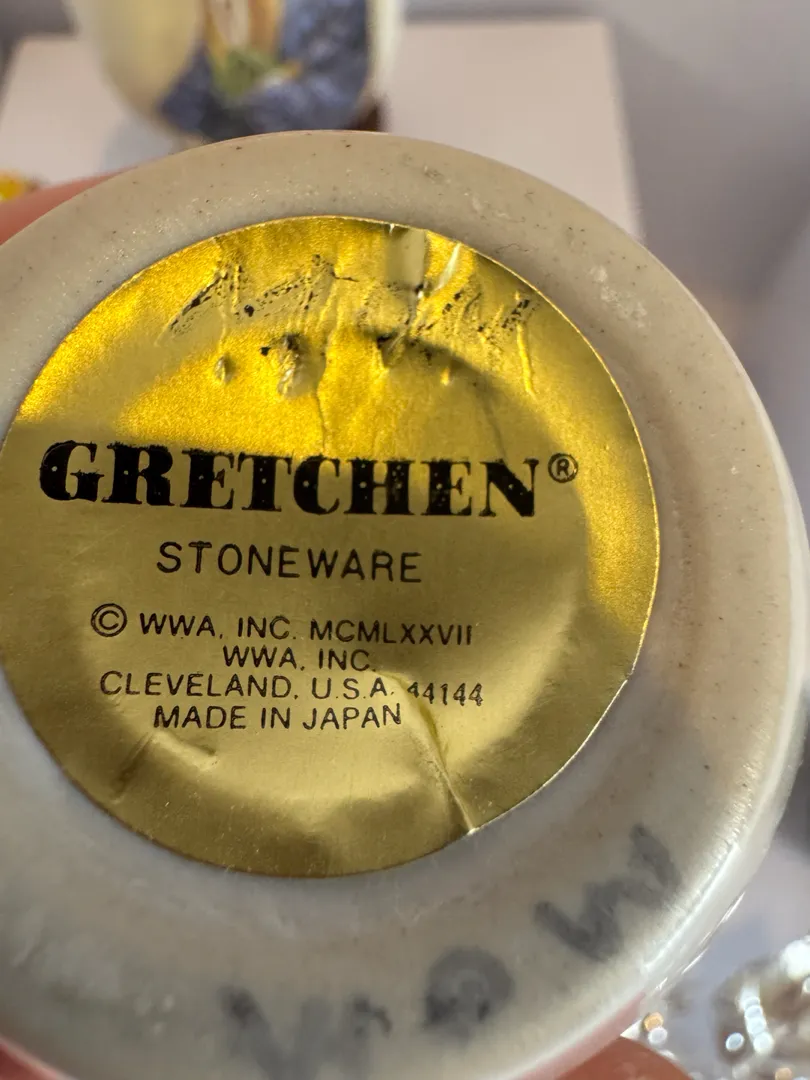 GRETCHEN®
STONEWARE
© WWA, INC. MCMLXXVII
WWA, INC.
CLEVELAND, U.S.A. 44144
MADE IN JAPAN